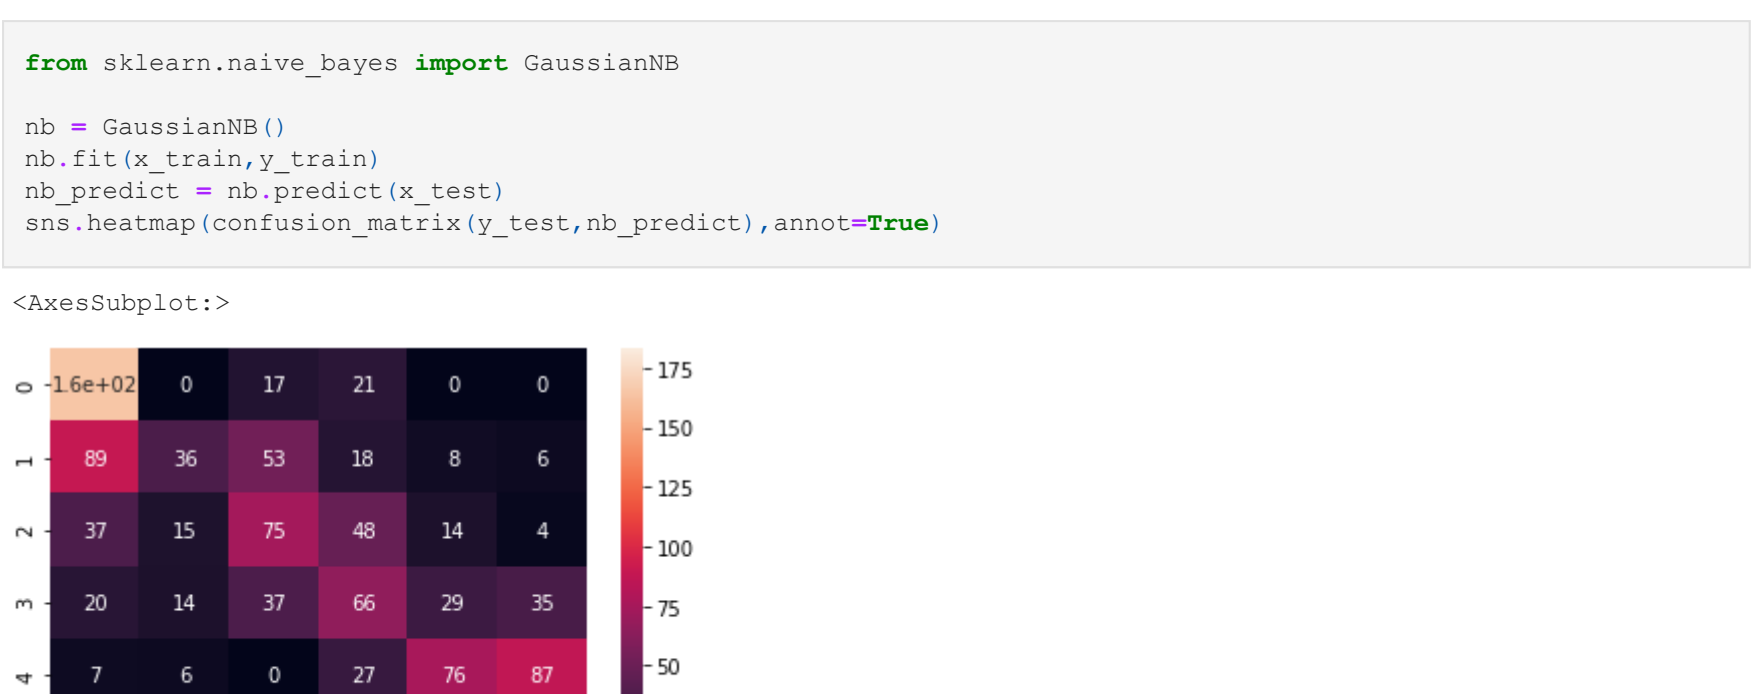 from sklearn.naive_bayes import GaussianNB
nb = GaussianNB()
nb.fit(x_train,y_train)
nb_predict = nb.predict(x_test)
sns.heatmap(confusion_matrix(y_test,nb_predict),annot=True)
<AxesSubplot:>
0 1.6e+02 0 17 21 0 0
1 89 36 53 18 8 6
2 37 15 75 48 14 4
3 20 14 37 66 29 35
4 7 6 0 27 76 87
175
150
125
100
75
50